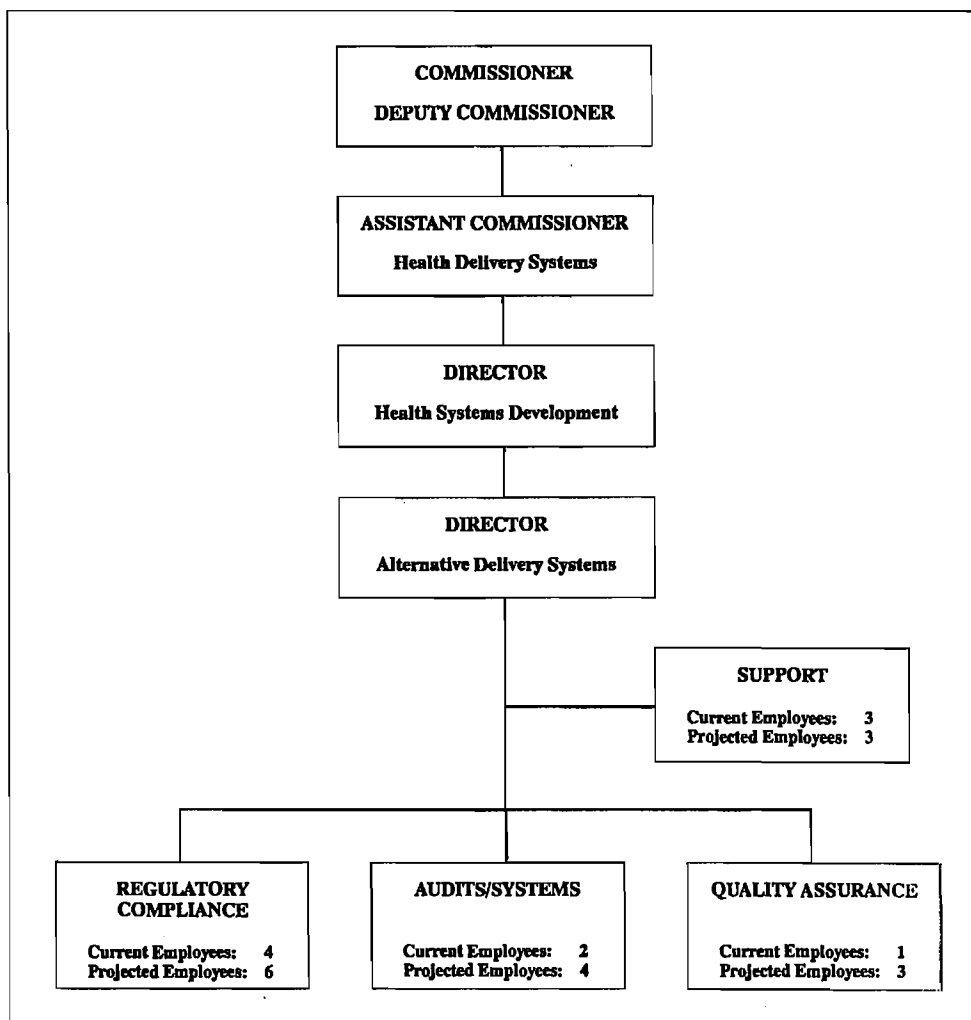 COMMISSIONER
DEPUTY COMMISSIONER
ASSISTANT COMMISSIONER
Health Delivery Systems
DIRECTOR
Health Systems Development
DIRECTOR
Alternative Delivery Systems
SUPPORT
Current Employees: 3
Projected Employees: 3
REGULATORY
COMPLIANCE
Current Employees: 4
Projected Employees: 6
AUDITS/SYSTEMS
Current Employees: 2
Projected Employees: 4
QUALITY ASSURANCE
Current Employees: 1
Projected Employees: 3